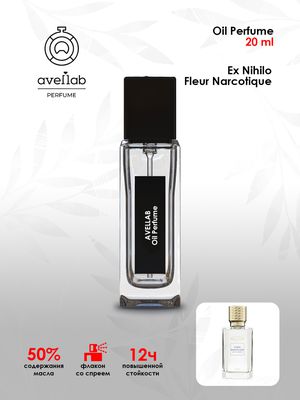 Oil Perfume
20 ml
avellab
PERFUME
Ex Nihilo
Fleur Narcotique
AVELLAB
Oil Perfume
50%
содержания
масла
флакон
со спреем
12ч
повышенной
стойкости